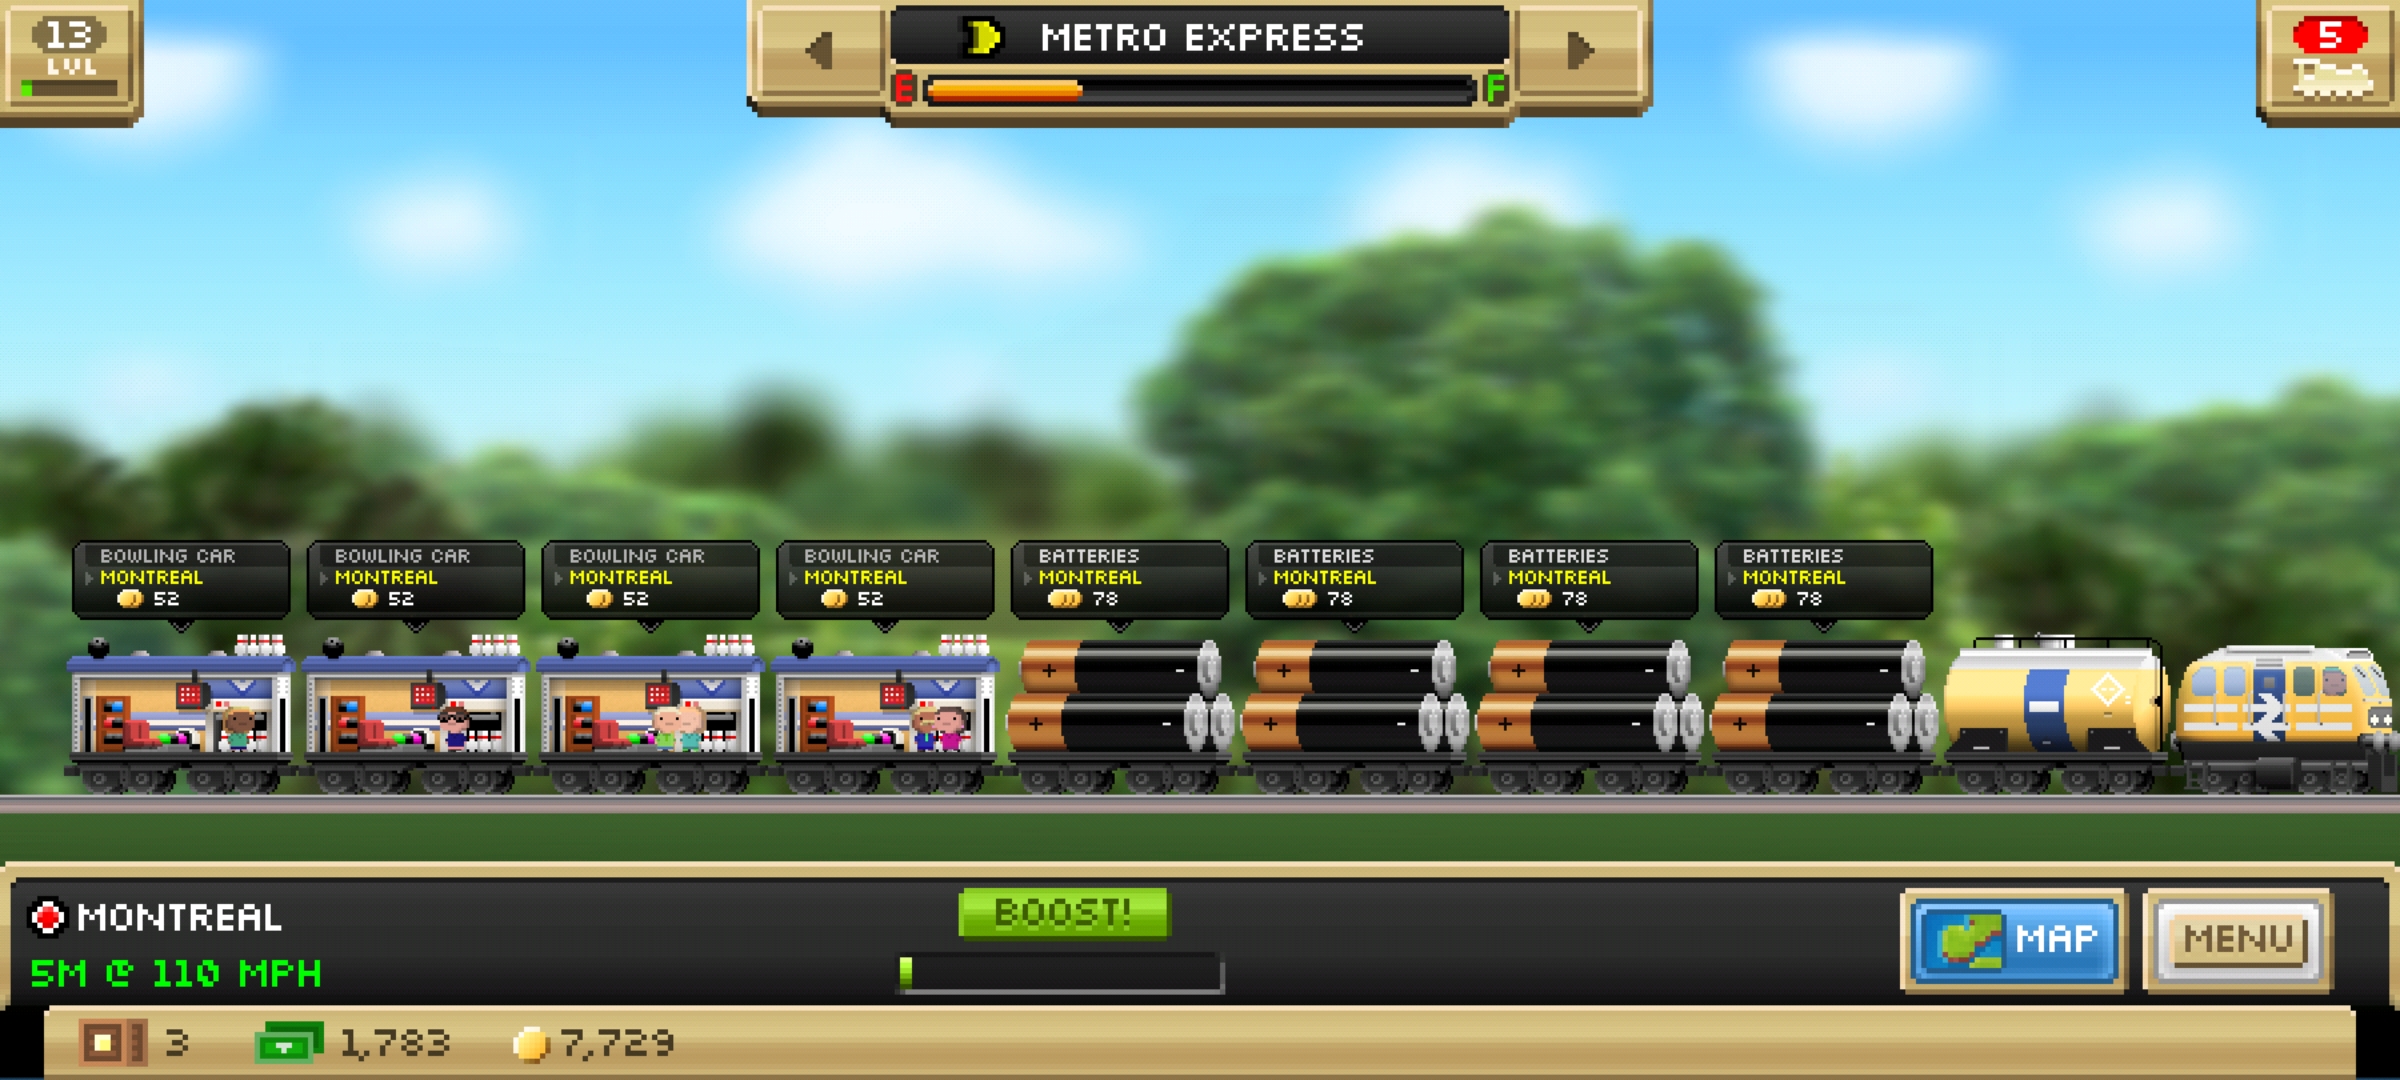 13
LVL
METRO EXPRESS
E F
5
BOWLING CAR
MONTREAL
52
BOWLING CAR
MONTREAL
52
BOWLING CAR
MONTREAL
52
BOWLING CAR
MONTREAL
52
BATTERIES
MONTREAL
78
BATTERIES
MONTREAL
78
BATTERIES
MONTREAL
78
BATTERIES
MONTREAL
78
MONTREAL
5M @ 110 MPH
BOOST!
MAP
MENU
3
1,783
7,729